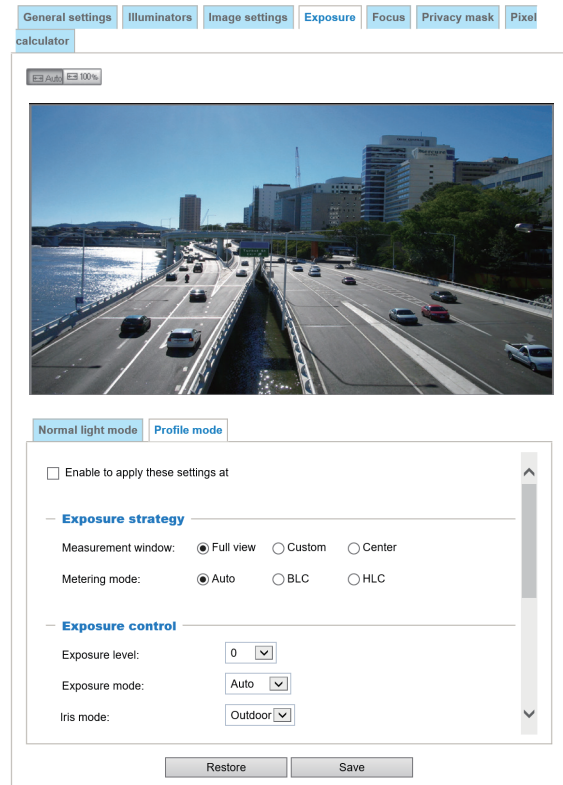 General settings Illuminators Image settings Exposure Focus Privacy mask Pixel
calculator
Auto 100%
Normal light mode Profile mode
Enable to apply these settings at
Exposure strategy
Measurement window: Full view Custom Center
Metering mode: Auto BLC HLC
Exposure control
Exposure level: 0
Exposure mode: Auto
Iris mode: Outdoor
Restore Save